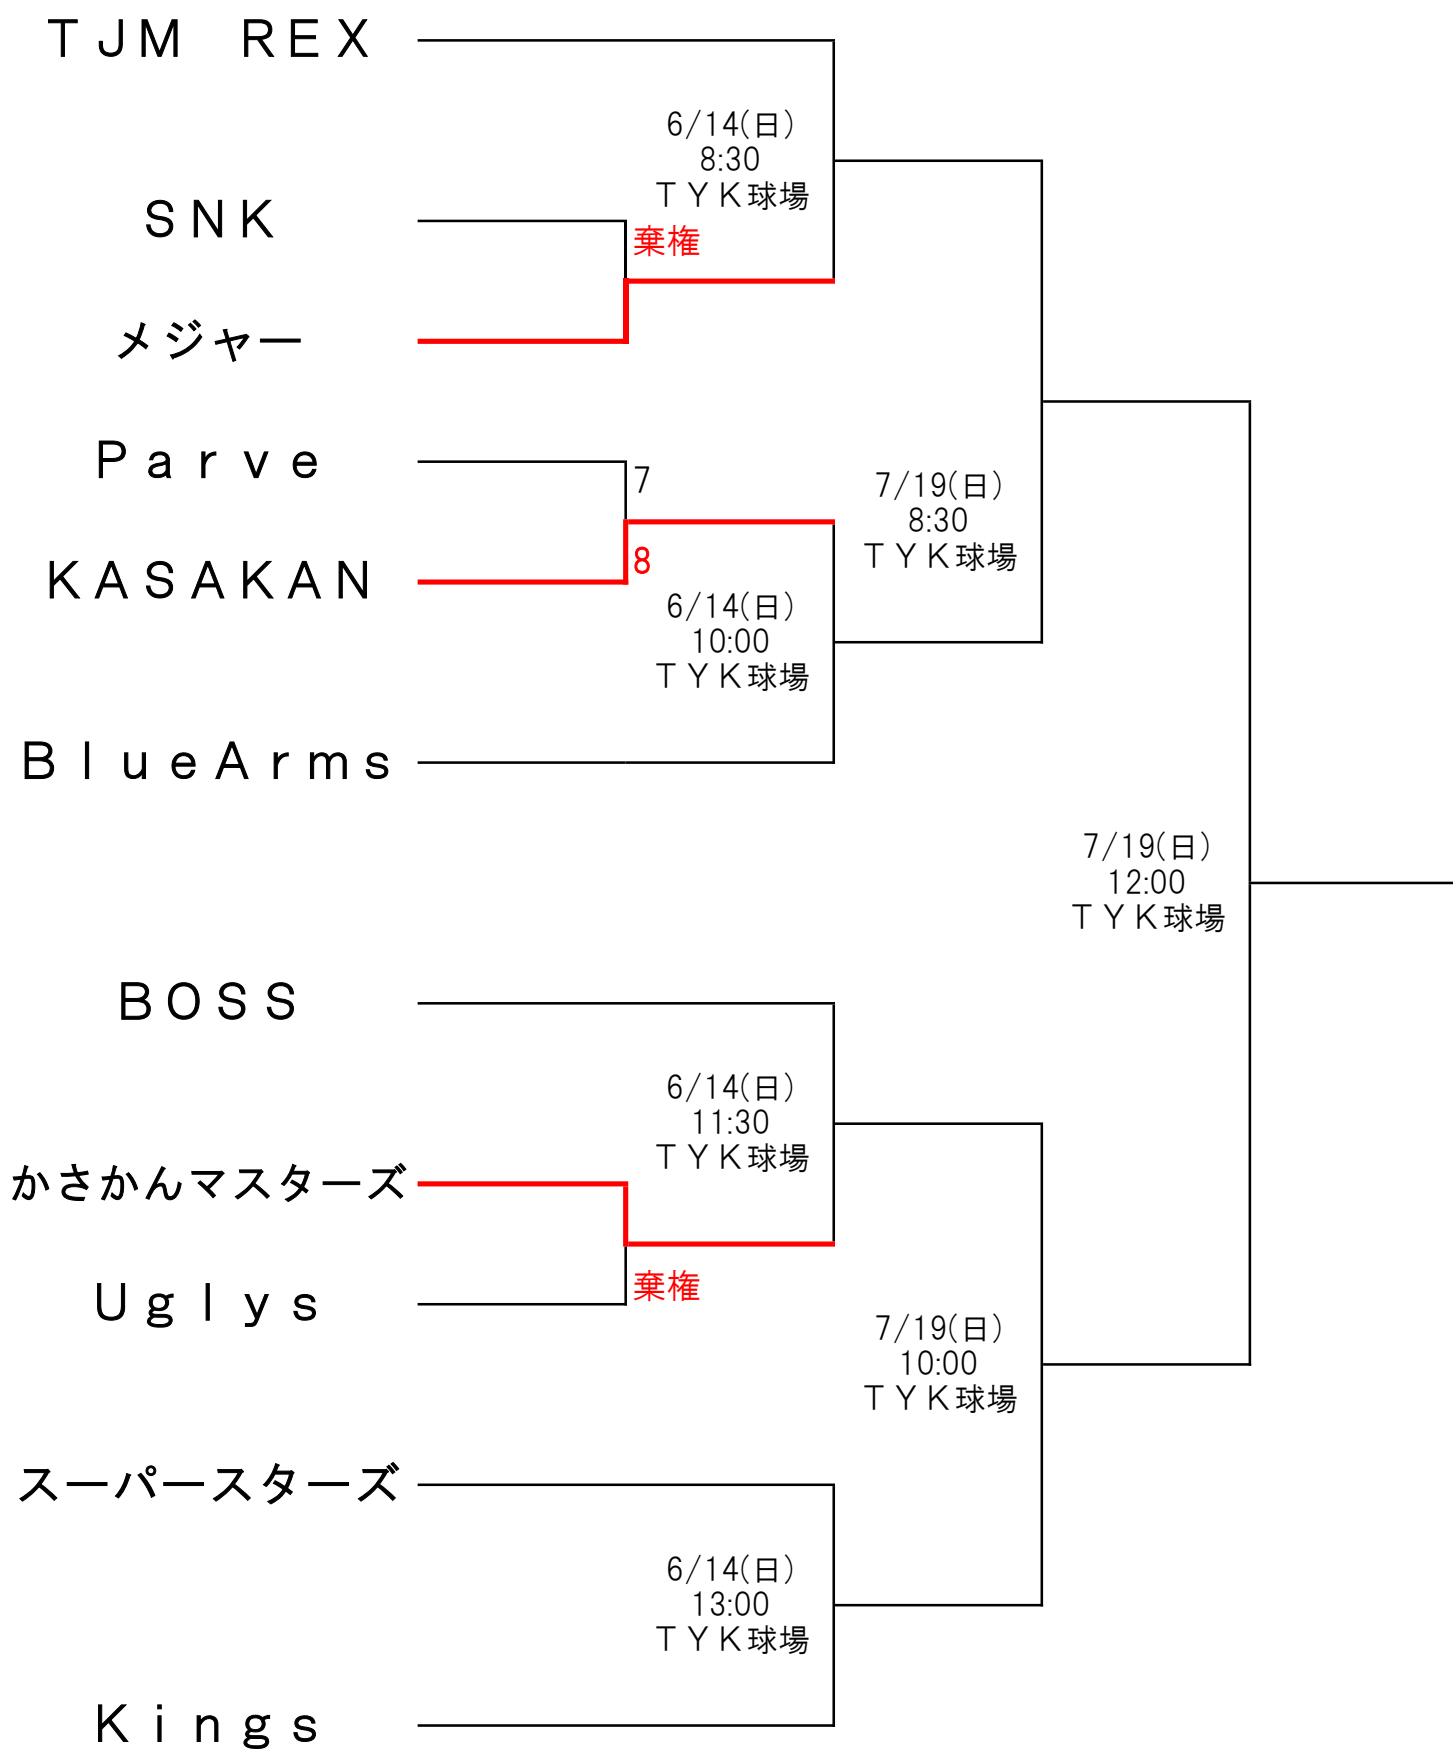 ＴＪＭ　ＲＥＸ
6/14(日)
8:30
ＴＹＫ球場
ＳＮＫ
棄権
メジャー
Ｐａｒｖｅ
7
7/19(日)
8:30
ＴＹＫ球場
ＫＡＳＡＫＡＮ
8
6/14(日)
10:00
ＴＹＫ球場
ＢｌｕｅＡｒｍｓ
7/19(日)
12:00
ＴＹＫ球場
ＢＯＳＳ
6/14(日)
11:30
ＴＹＫ球場
かさかんマスターズ
Ｕｇｌｙｓ
棄権
7/19(日)
10:00
ＴＹＫ球場
スーパースターズ
6/14(日)
13:00
ＴＹＫ球場
Ｋｉｎｇｓ